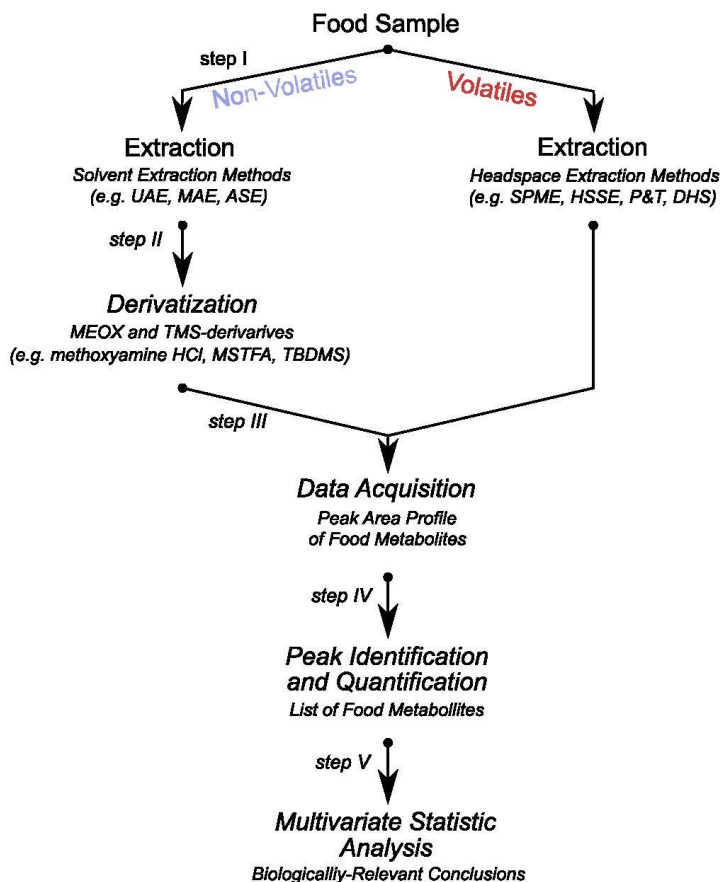 Food Sample
step I
Non-Volatiles
Volatiles
Extraction
Solvent Extraction Methods
(e.g. UAE, MAE, ASE)
Extraction
Headspace Extraction Methods
(e.g. SPME, HSSE, P&T, DHS)
step II
Derivatization
MEOX and TMS-derivarives
(e.g. methoxyamine HCl, MSTFA, TBDMS)
step III
Data Acquisition
Peak Area Profile
of Food Metabolites
step IV
Peak Identification
and Quantification
List of Food Metabollites
step V
Multivariate Statistic
Analysis
Biologically-Relevant Conclusions